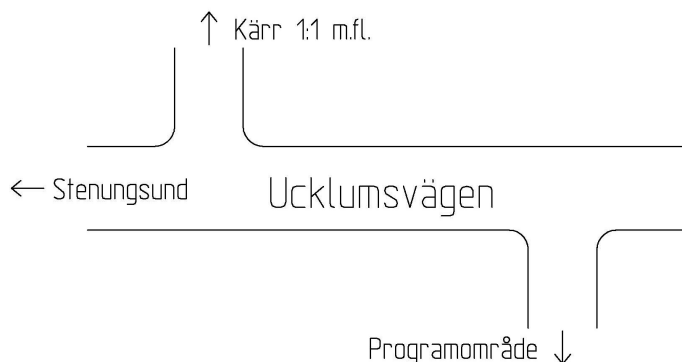 Kärr 1:1 m.fl.
Stenungsund
Ucklumsvägen
Programområde